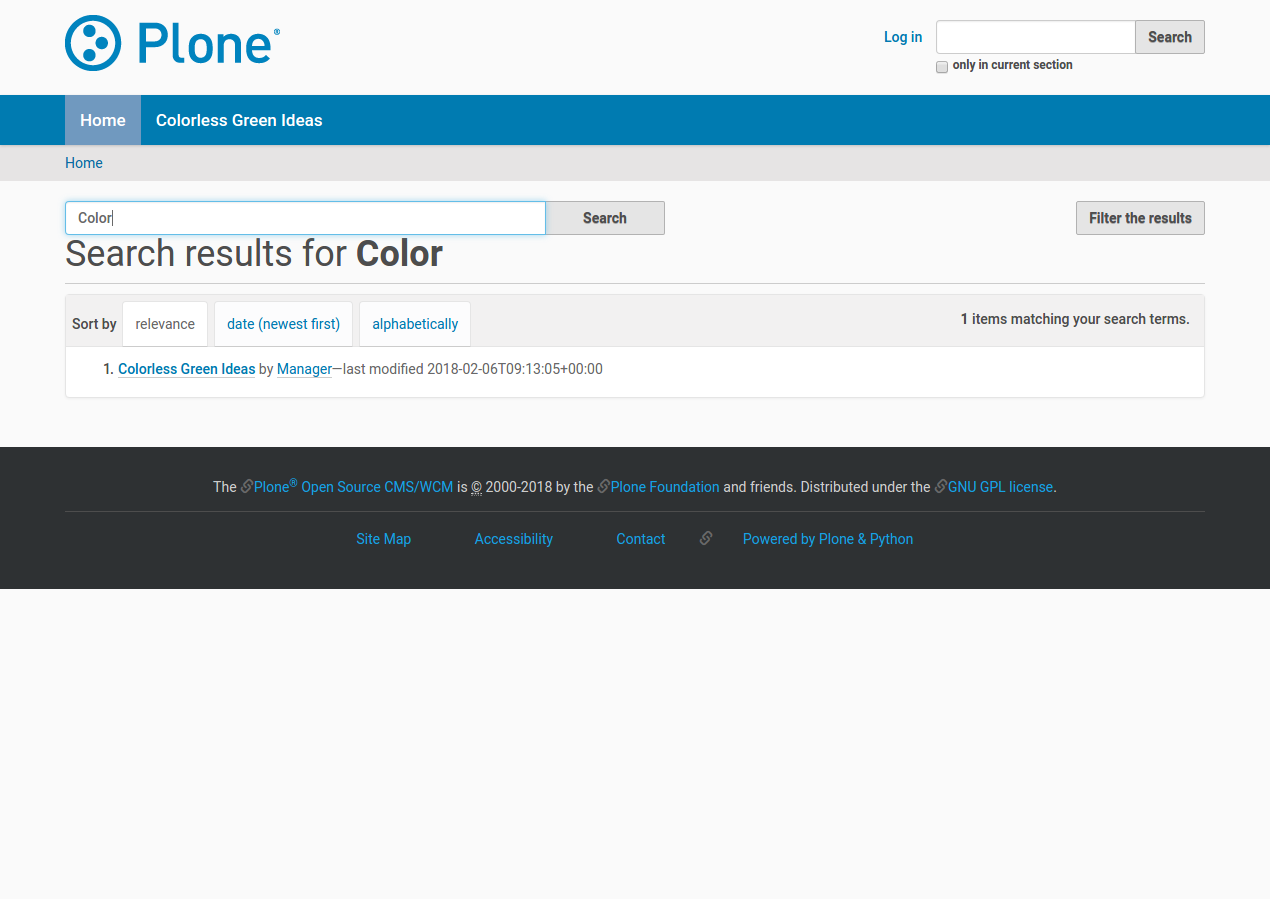 Plone®
Log in
Search
only in current section
Home
Colorless Green Ideas
Home
Color
Search
Filter the results
Search results for Color
Sort by
relevance
date (newest first)
alphabetically
1 items matching your search terms.
1. Colorless Green Ideas by Manager—last modified 2018-02-06T09:13:05+00:00
The Plone® Open Source CMS/WCM is © 2000-2018 by the Plone Foundation and friends. Distributed under the GNU GPL license.
Site Map
Accessibility
Contact
Powered by Plone & Python